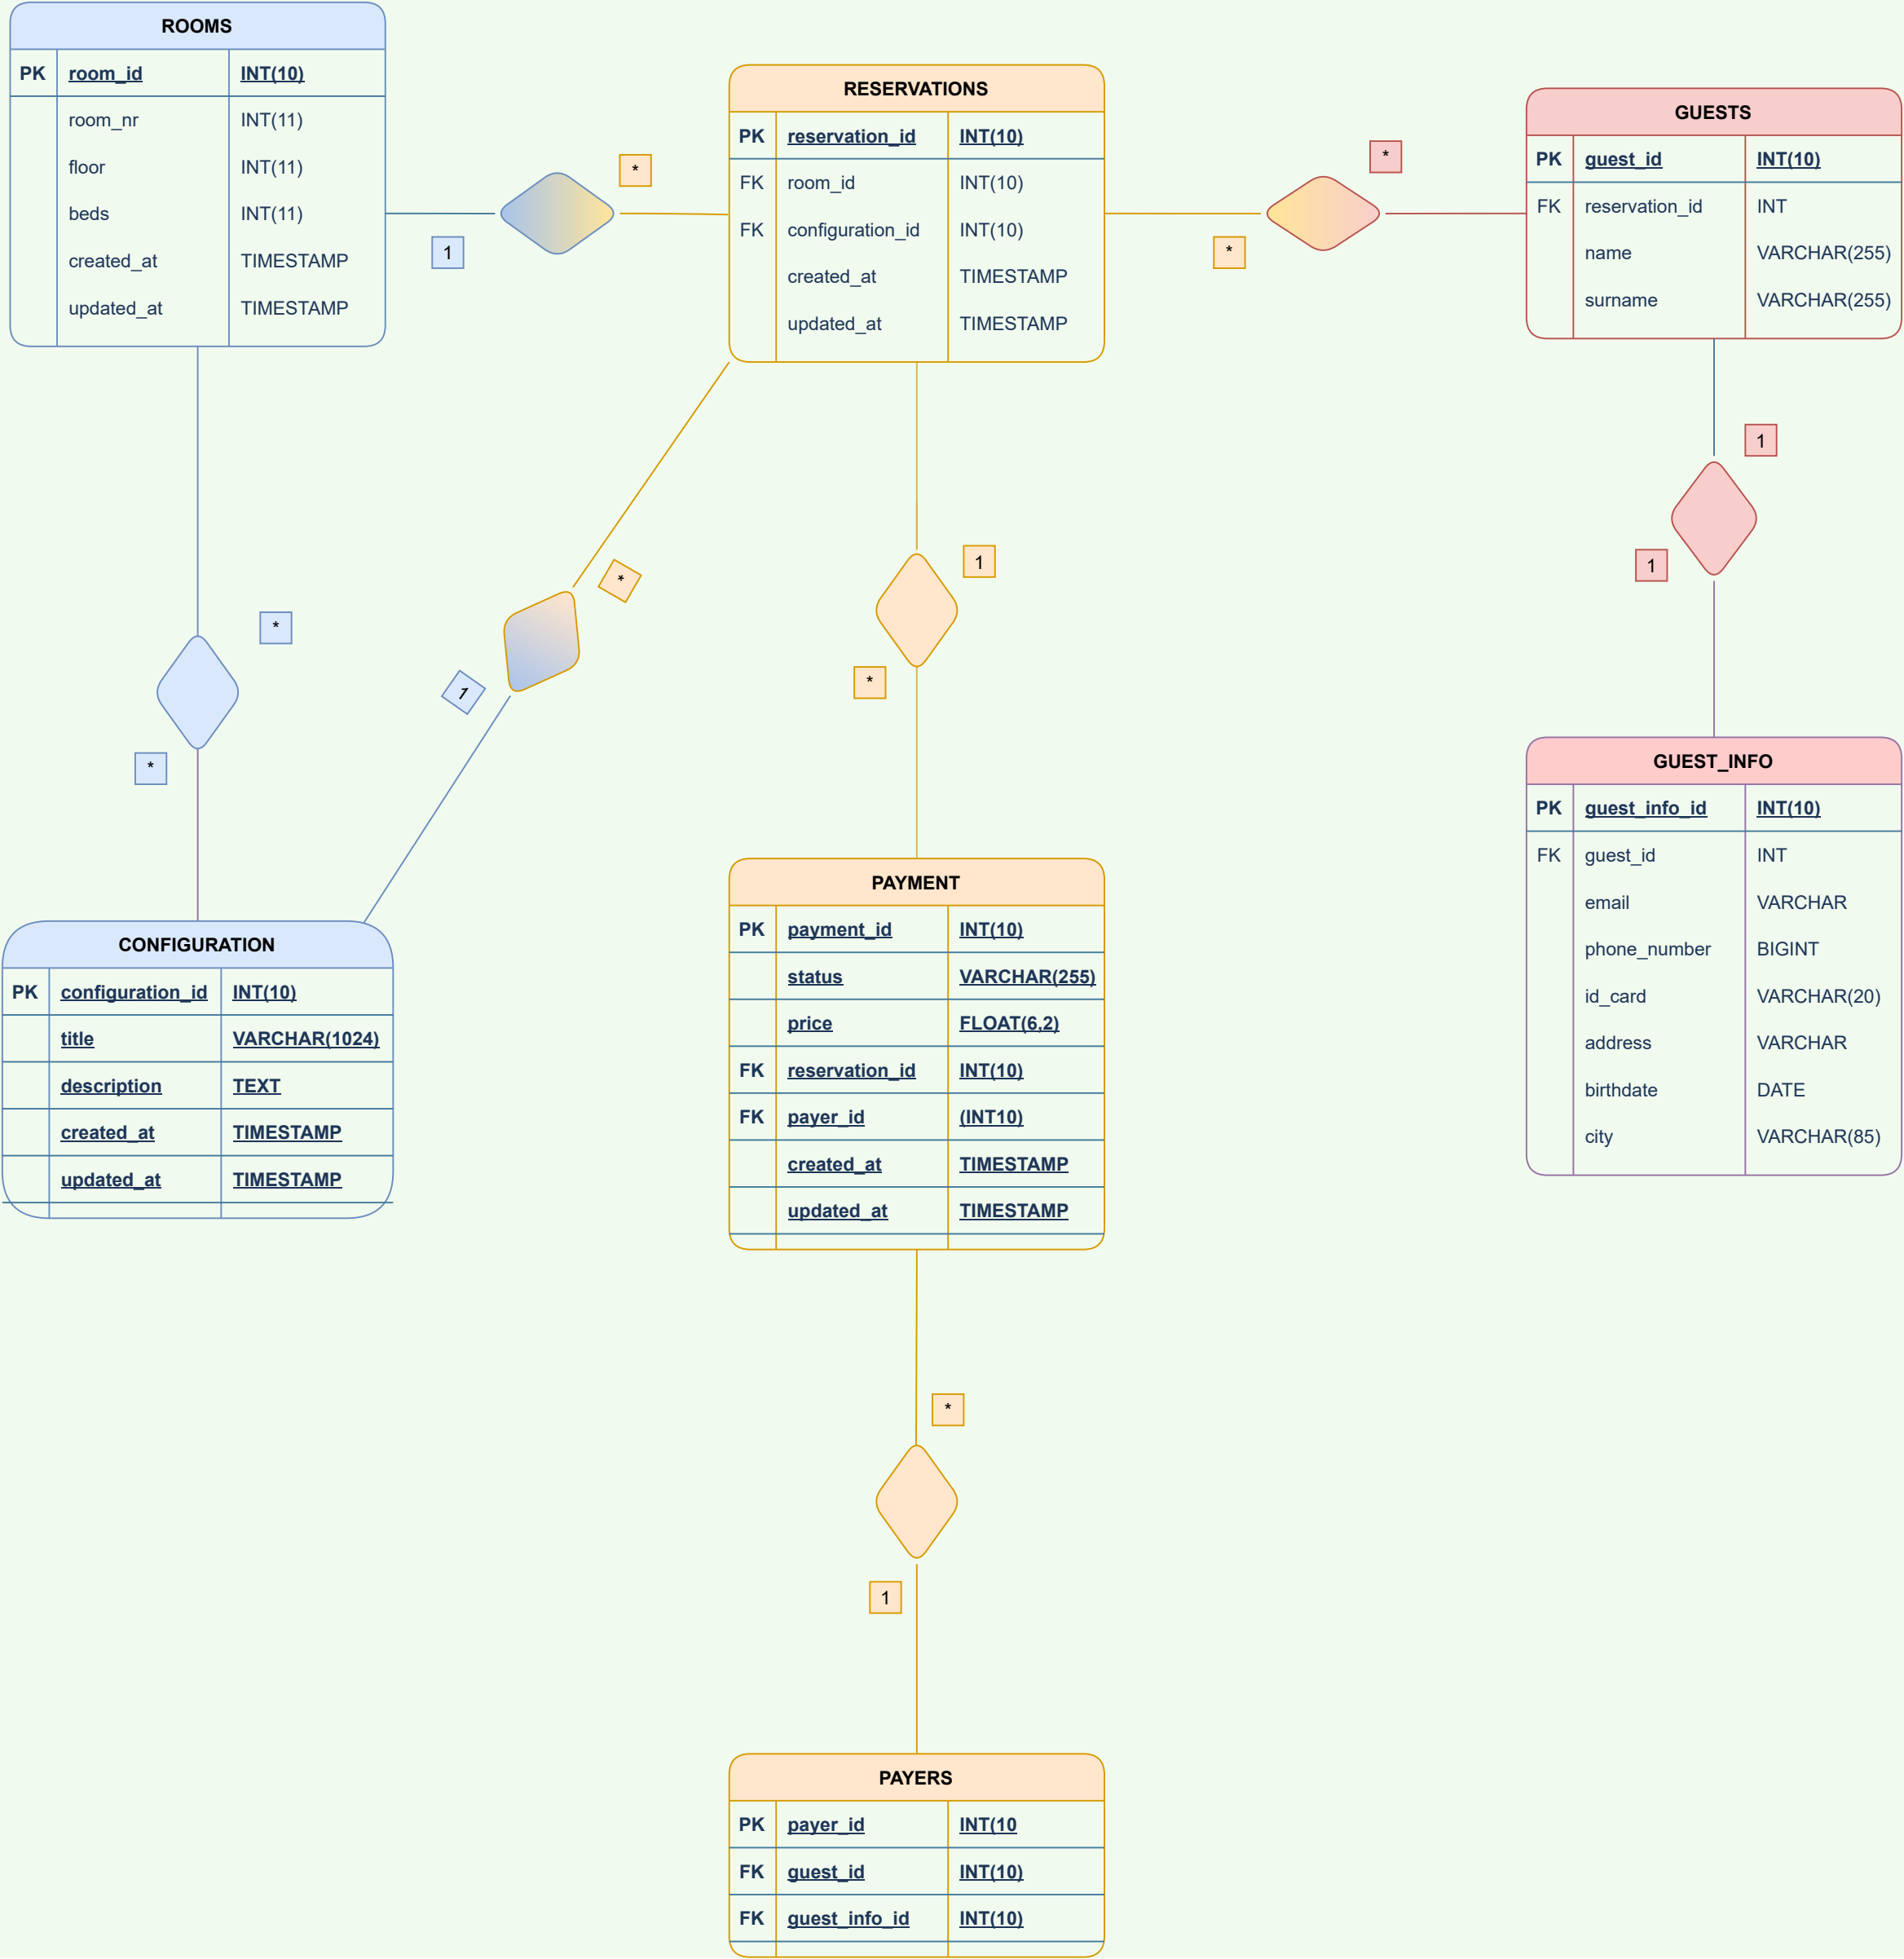 ROOMS
PK room_id INT(10)
room_nr INT(11)
floor INT(11)
beds INT(11)
created_at TIMESTAMP
updated_at TIMESTAMP
1
*
RESERVATIONS
PK reservation_id INT(10)
FK room_id INT(10)
FK configuration_id INT(10)
created_at TIMESTAMP
updated_at TIMESTAMP
*
*
GUESTS
PK guest_id INT(10)
FK reservation_id INT
name VARCHAR(255)
surname VARCHAR(255)
*
*
*
1
1
*
1
1
CONFIGURATION
PK configuration_id INT(10)
title VARCHAR(1024)
description TEXT
created_at TIMESTAMP
updated_at TIMESTAMP
PAYMENT
PK payment_id INT(10)
status VARCHAR(255)
price FLOAT(6,2)
FK reservation_id INT(10)
FK payer_id (INT10)
created_at TIMESTAMP
updated_at TIMESTAMP
GUEST_INFO
PK guest_info_id INT(10)
FK guest_id INT
email VARCHAR
phone_number BIGINT
id_card VARCHAR(20)
address VARCHAR
birthdate DATE
city VARCHAR(85)
*
1
PAYERS
PK payer_id INT(10
FK guest_id INT(10)
FK guest_info_id INT(10)